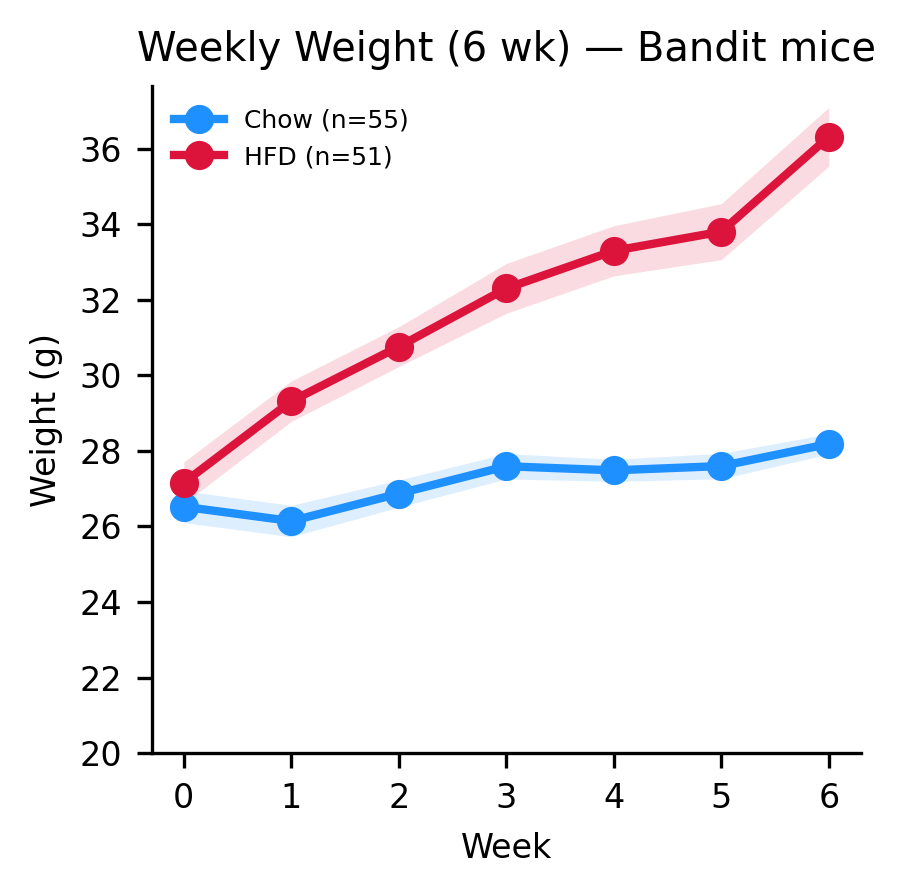 Weekly Weight (6 wk) — Bandit mice
Chow (n=55)
HFD (n=51)
Weight (g)
36
34
32
30
28
26
24
22
20
0 1 2 3 4 5 6
Week